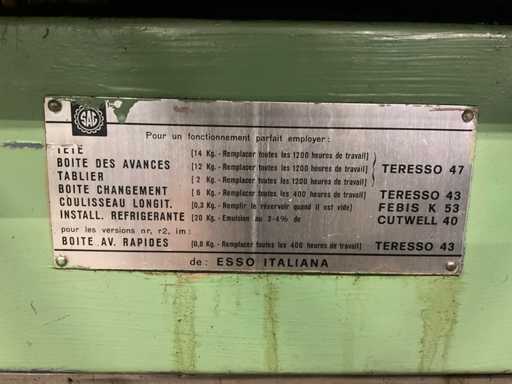 SAG
Pour un fonctionnement parfait employer:
TETE [14 Kg. - Remplacer toutes les 1200 heures de travail]
BOITE DES AVANCES [12 Kg. - Remplacer toutes les 1200 heures de travail] TERESSO 47
TABLIER [2 Kg. - Remplacer toutes les 1200 heures de travail]
BOITE CHANGEMENT [6 Kg. - Remplacer toutes les 400 heures de travail] TERESSO 43
COULISSEAU LONGIT. [0,3 Kg. - Remplir le réservoir quand il est vide] FEBIS K 53
INSTALL. REFRIGERANTE [20 Kg. - Emulsion au 3-4% de CUTWELL 40
pour les versions nr, r2, im:
BOITE AV. RAPIDES [0,8 Kg. - Remplacer toutes les 400 heures de travail] TERESSO 43
de: ESSO ITALIANA